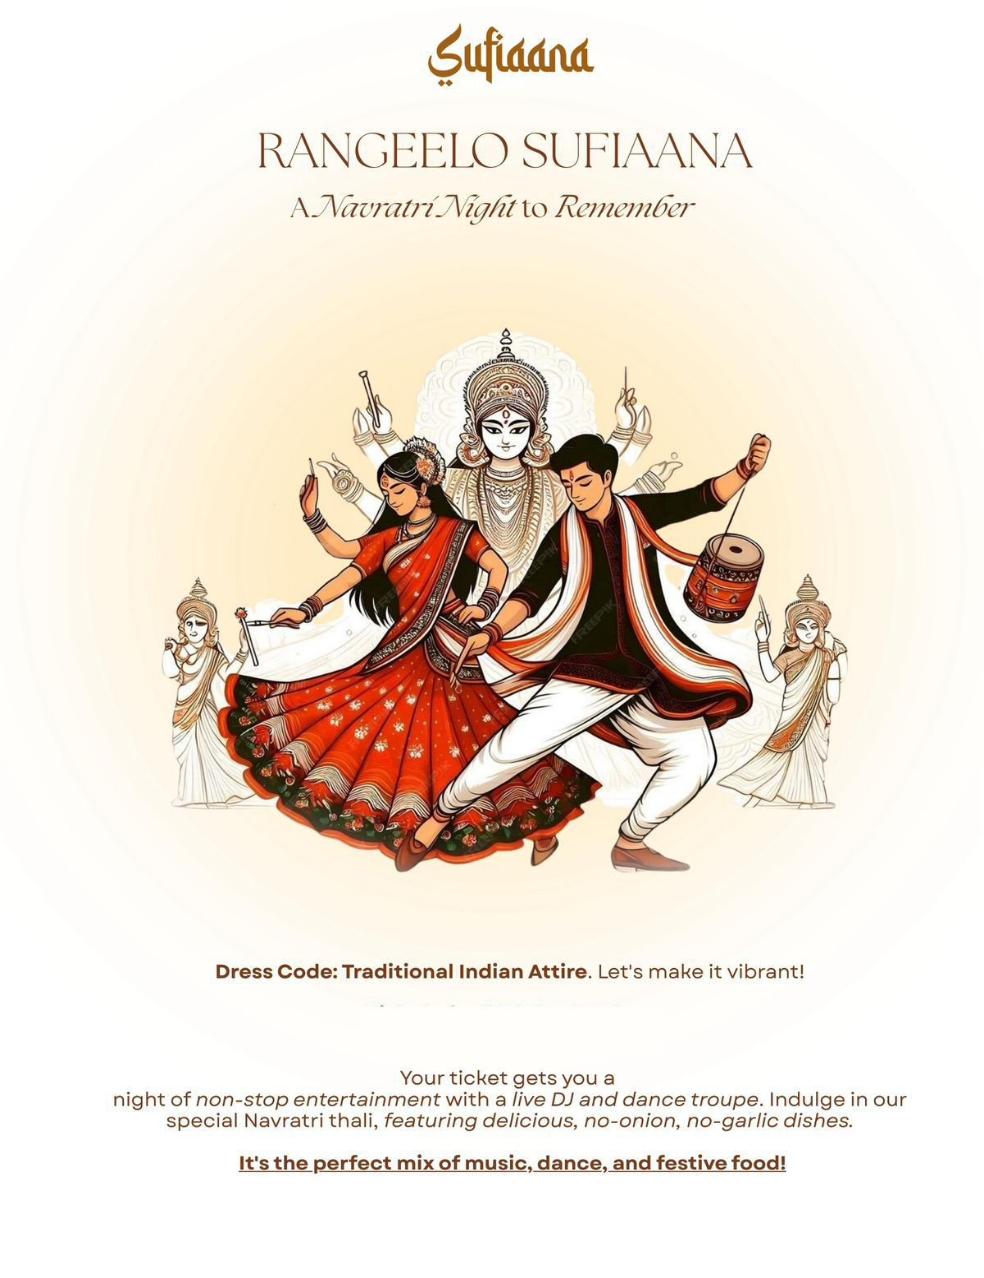 Sufiaana
RANGEELO SUFIAANA
A Navratri Night to Remember
Dress Code: Traditional Indian Attire. Let's make it vibrant!
Your ticket gets you a
night of non-stop entertainment with a live DJ and dance troupe. Indulge in our
special Navratri thali, featuring delicious, no-onion, no-garlic dishes.
It's the perfect mix of music, dance, and festive food!